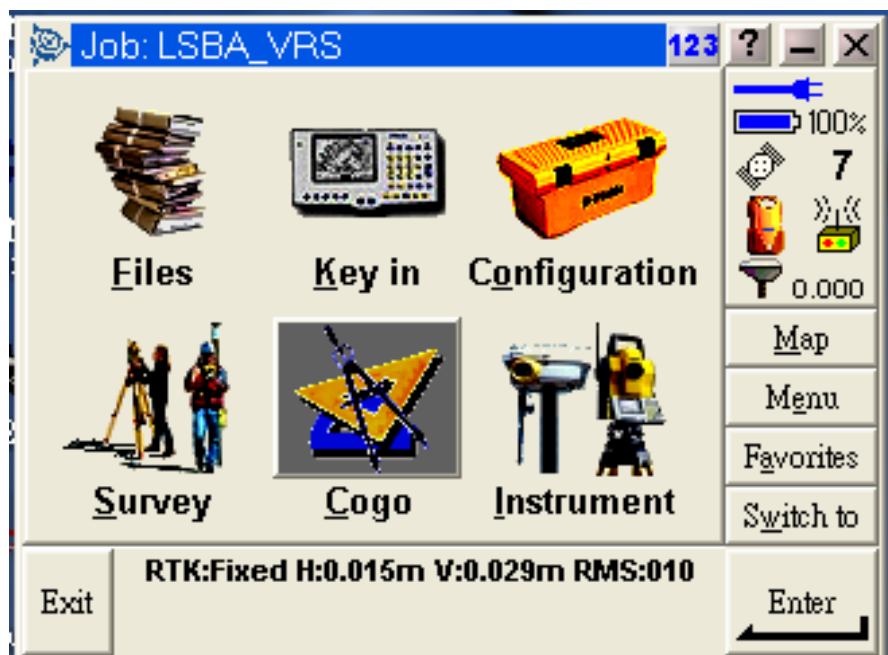 Job: LSBA_VRS 123 ?
100%
7
Files Key in Configuration
0.000
Map
Menu
Favorites
Survey Cogo Instrument
Switch to
RTK:Fixed H:0.015m V:0.029m RMS:010
Exit
Enter